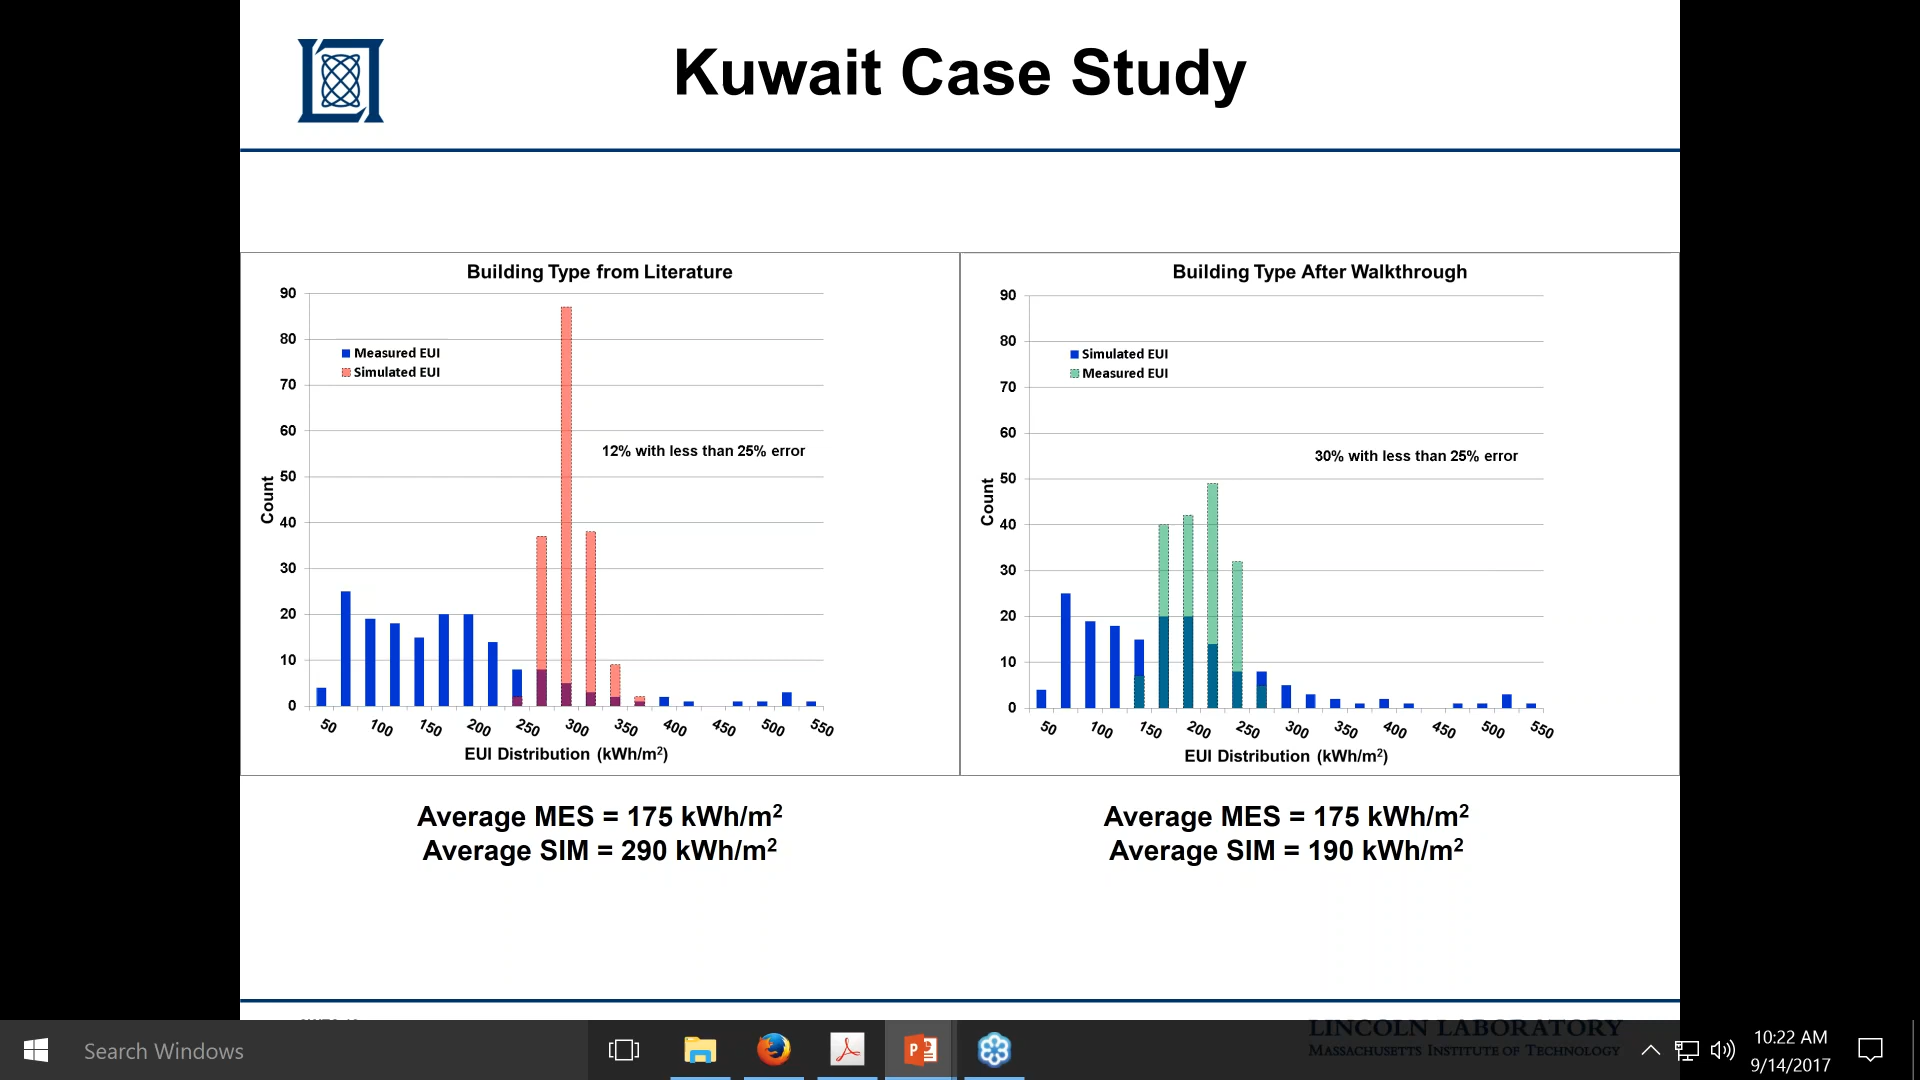 Kuwait Case Study
Building Type from Literature
90
80
70
60
50
40
30
20
10
0
Count
Measured EUI
Simulated EUI
12% with less than 25% error
50 100 150 200 250 300 350 400 450 500 550
EUI Distribution (kWh/m²)
Average MES = 175 kWh/m²
Average SIM = 290 kWh/m²
Building Type After Walkthrough
90
80
70
60
50
40
30
20
10
0
Count
Simulated EUI
Measured EUI
30% with less than 25% error
50 100 150 200 250 300 350 400 450 500 550
EUI Distribution (kWh/m²)
Average MES = 175 kWh/m²
Average SIM = 190 kWh/m²
LINCOLN LABORATORY
MASSACHUSETTS INSTITUTE OF TECHNOLOGY
Search Windows
10:22 AM
9/14/2017